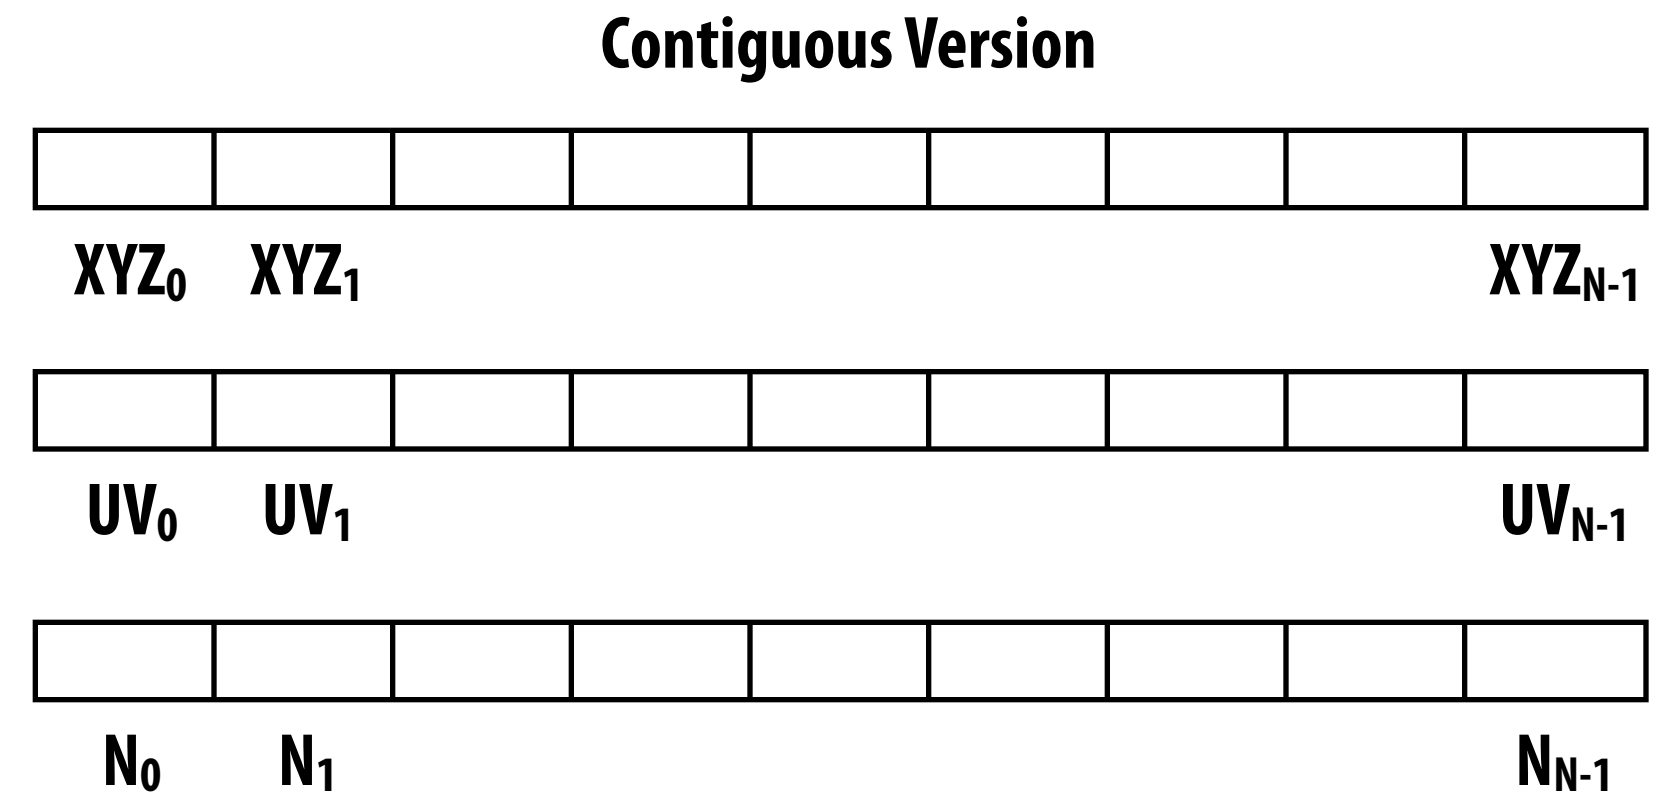 Contiguous Version
XYZ₀ XYZ₁ XYZN-1
UV₀ UV₁ UVN-1
N₀ N₁ NN-1